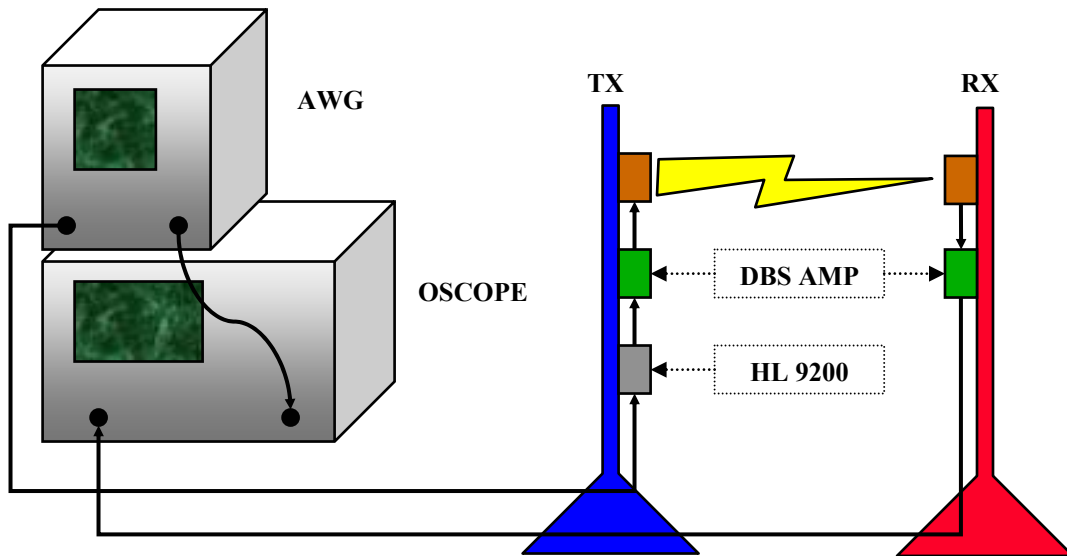 TX
RX
AWG
DBS AMP
OSCOPE
HL 9200